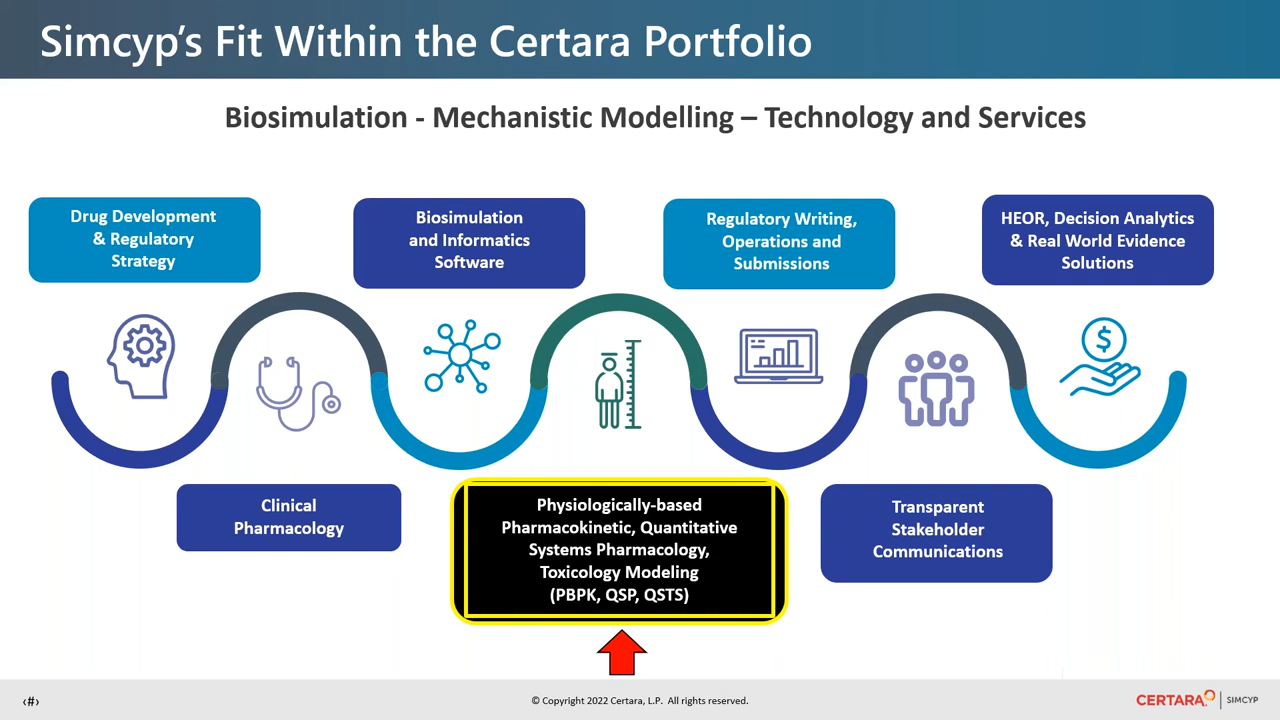 Simcyp's Fit Within the Certara Portfolio
Biosimulation - Mechanistic Modelling – Technology and Services
Drug Development
& Regulatory
Strategy
Biosimulation
and Informatics
Software
Regulatory Writing,
Operations and
Submissions
HEOR, Decision Analytics
& Real World Evidence
Solutions
$
Clinical
Pharmacology
Physiologically-based
Pharmacokinetic, Quantitative
Systems Pharmacology,
Toxicology Modeling
(PBPK, QSP, QSTS)
Transparent
Stakeholder
Communications
‹#›
© Copyright 2022 Certara, L.P. All rights reserved.
CERTARA | SIMCYP